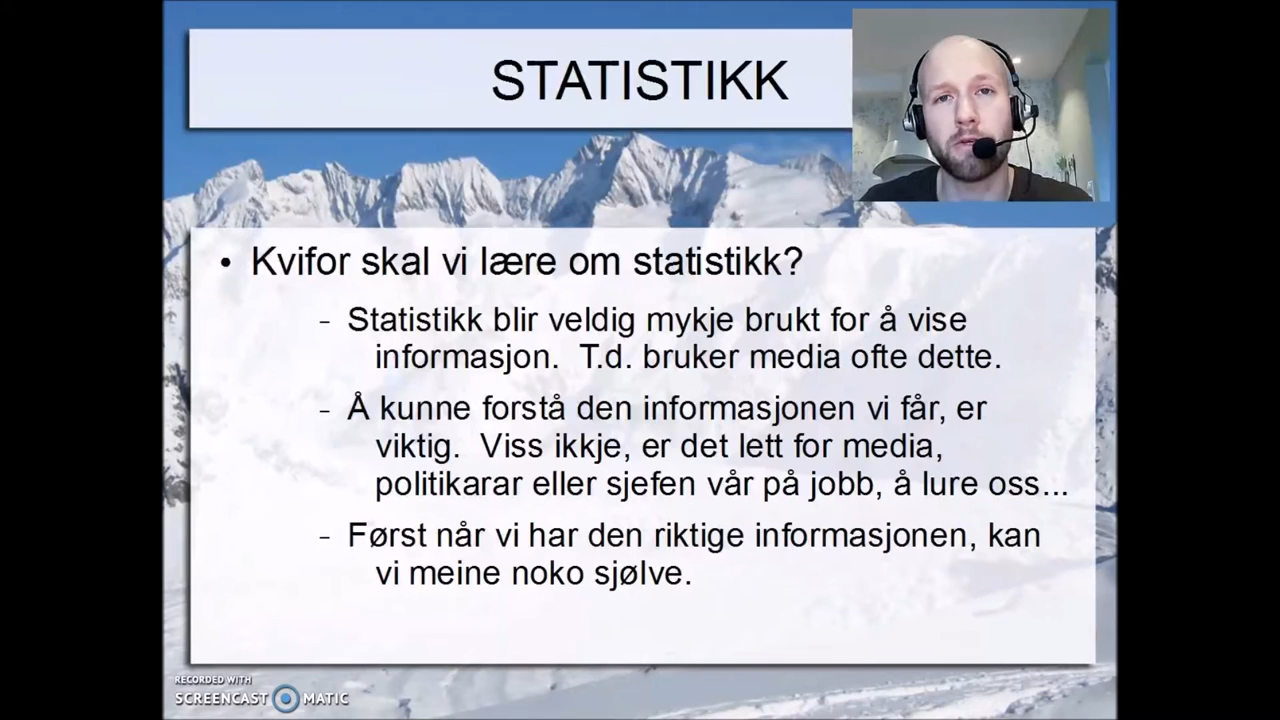 STATISTIKK
• Kvifor skal vi lære om statistikk?
– Statistikk blir veldig mykje brukt for å vise
informasjon.  T.d. bruker media ofte dette.
– Å kunne forstå den informasjonen vi får, er
viktig.  Viss ikkje, er det lett for media,
politikarar eller sjefen vår på jobb, å lure oss...
– Først når vi har den riktige informasjonen, kan
vi meine noko sjølve.
RECORDED WITH
SCREENCAST MATIC